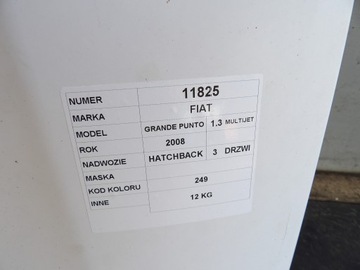 NUMER 11825
MARKA FIAT
MODEL GRANDE PUNTO 1.3 MULTIJET
ROK 2008
NADWOZIE HATCHBACK 3 DRZWI
MASKA
KOD KOLORU 249
INNE 12 KG